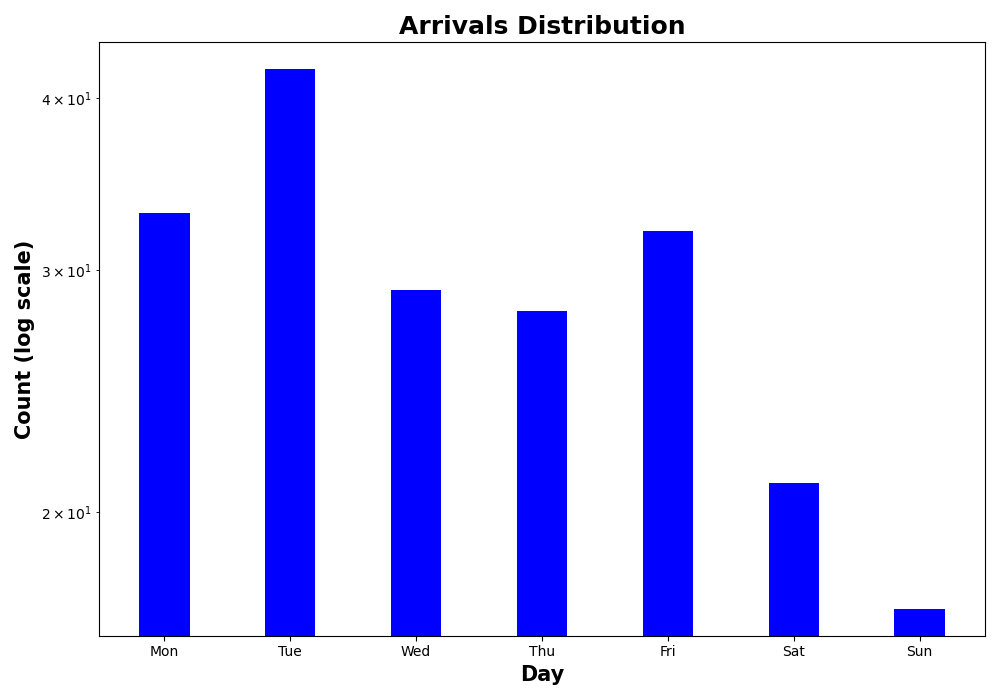 Arrivals Distribution
4 × 10¹
3 × 10¹
2 × 10¹
Count (log scale)
Mon Tue Wed Thu Fri Sat Sun
Day